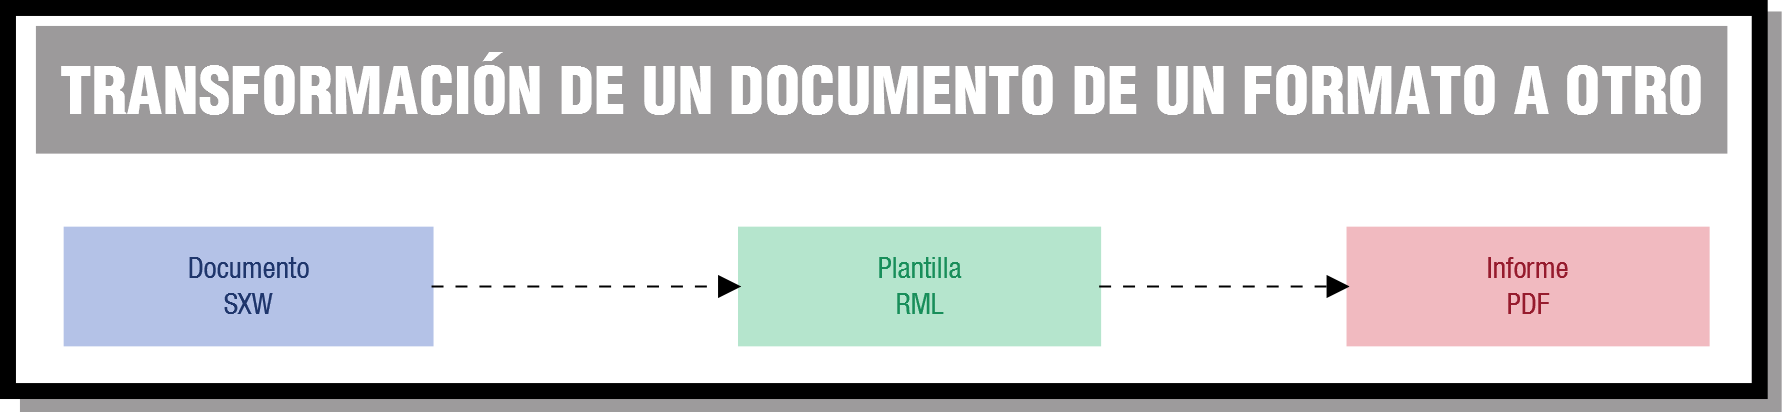 TRANSFORMACIÓN DE UN DOCUMENTO DE UN FORMATO A OTRO
Documento
SXW
Plantilla
RML
Informe
PDF